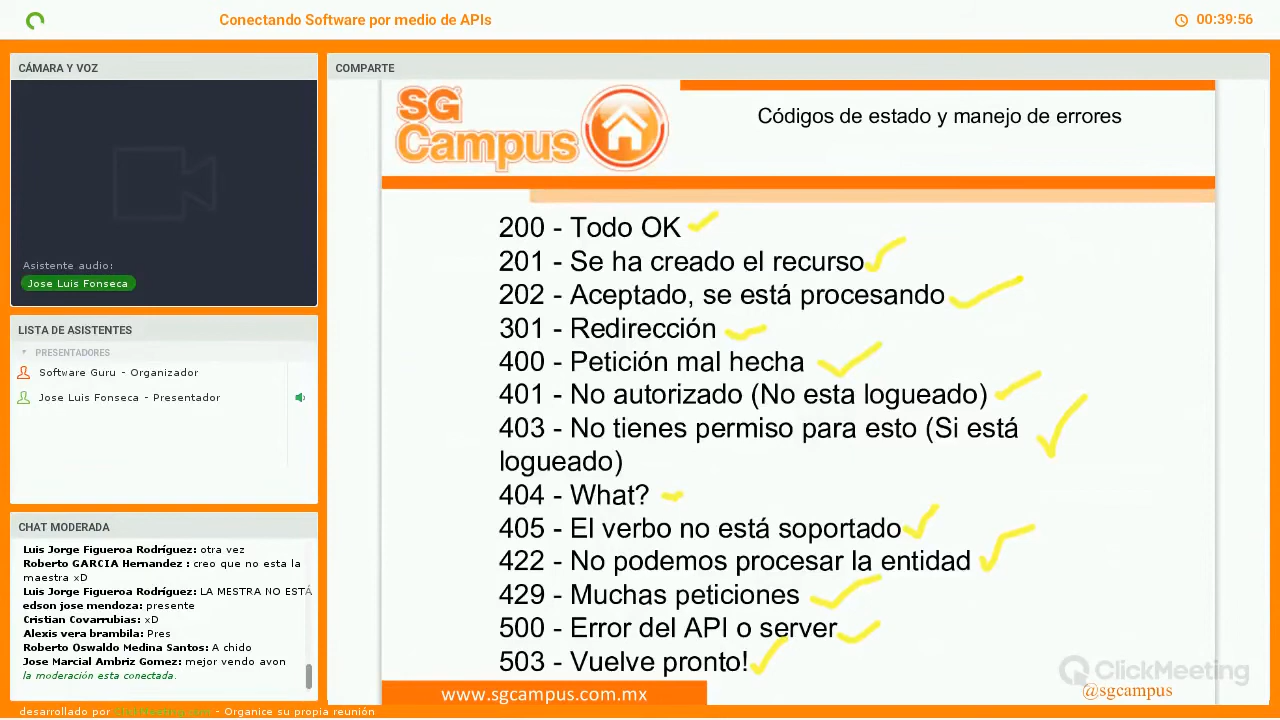 Conectando Software por medio de APIs
00:39:56
CÁMARA Y VOZ
Asistente audio:
Jose Luis Fonseca
LISTA DE ASISTENTES
PRESENTADORES
Software Guru - Organizador
Jose Luis Fonseca - Presentador
CHAT MODERADA
Luis Jorge Figueroa Rodríguez: otra vez
Roberto GARCIA Hernandez : creo que no esta la
maestra xD
Luis Jorge Figueroa Rodríguez: LA MESTRA NO ESTÁ
edson jose mendoza: presente
Cristian Covarrubias: xD
Alexis vera brambila: Pres
Roberto Oswaldo Medina Santos: A chido
Jose Marcial Ambriz Gomez: mejor vendo avon
la moderación esta conectada.
COMPARTE
SG
Campus
Códigos de estado y manejo de errores
200 - Todo OK
201 - Se ha creado el recurso
202 - Aceptado, se está procesando
301 - Redirección
400 - Petición mal hecha
401 - No autorizado (No esta logueado)
403 - No tienes permiso para esto (Si está
logueado)
404 - What?
405 - El verbo no está soportado
422 - No podemos procesar la entidad
429 - Muchas peticiones
500 - Error del API o server
503 - Vuelve pronto!
ClickMeeting
@sgcampus
www.sgcampus.com.mx
desarrollado por ClickMeeting.com - Organice su propia reunión